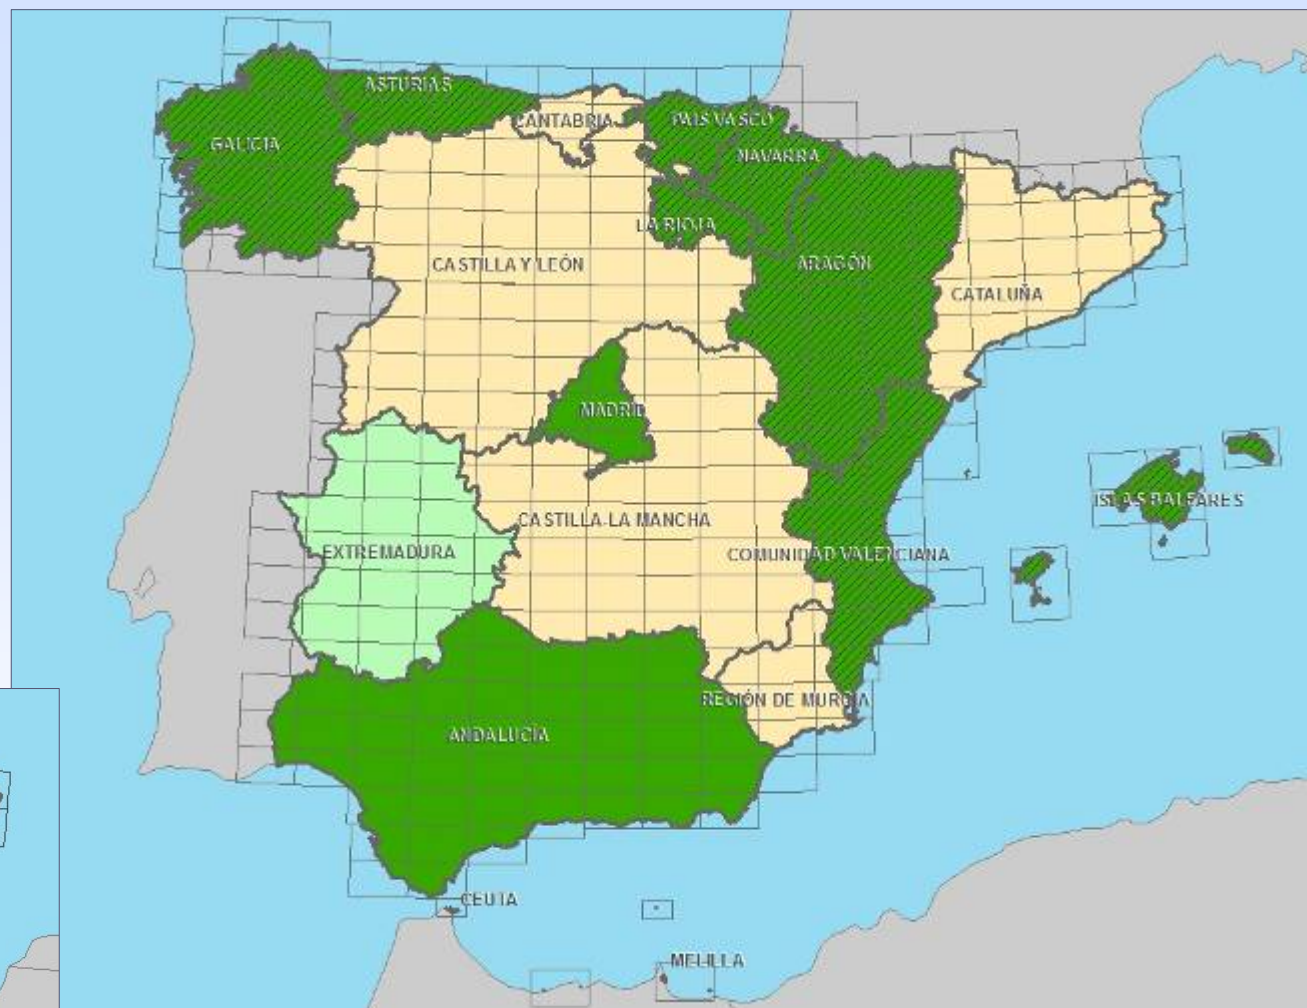 ASTURIAS
CANTABRIA
PAIS VASCO
GALICIA
NAVARRA
LA RIOJA
CASTILLA Y LEÓN
ARAGÓN
CATALUÑA
MADRID
ISLAS BALEARES
CASTILLA-LA MANCHA
EXTREMADURA
COMUNIDAD VALENCIANA
REGIÓN DE MURCIA
ANDALUCÍA
CEUTA
MELILLA